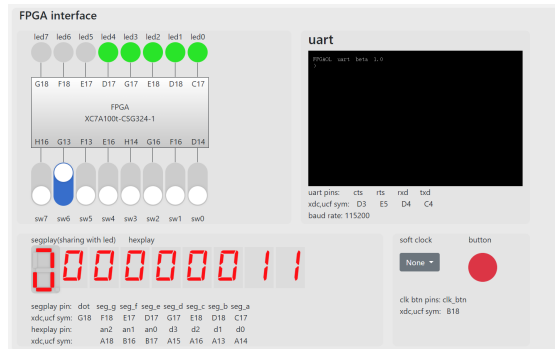 FPGA interface
led7 led6 led5 led4 led3 led2 led1 led0
G18 F18 E17 D17 G17 E18 D18 C17
FPGA
XC7A100t-CSG324-1
H16 G13 F13 E16 H14 G16 F16 D14
sw7 sw6 sw5 sw4 sw3 sw2 sw1 sw0
uart
FPGAOL uart beta 1.0
>
uart pins: cts rts rxd txd
xdc,ucf sym: D3 E5 D4 C4
baud rate: 115200
segplay(sharing with led) hexplay
00000011
segplay pin: dot seg_g seg_f seg_e seg_d seg_c seg_b seg_a
xdc,ucf sym: G18 F18 E17 D17 G17 E18 D18 C17
hexplay pin: an2 an1 an0 d3 d2 d1 d0
xdc,ucf sym: A18 B16 B17 A15 A16 A13 A14
soft clock button
None
clk btn pins: clk_btn
xdc,ucf sym: B18